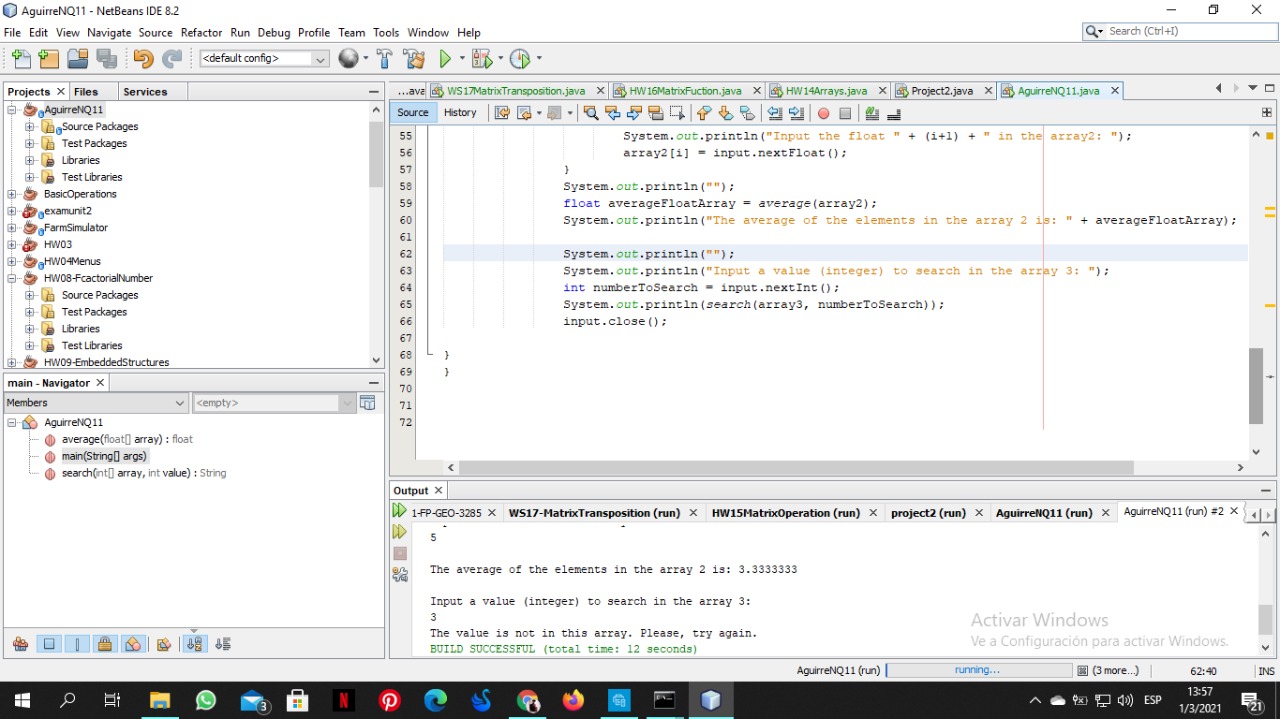 AguirreNQ11 - NetBeans IDE 8.2
File Edit View Navigate Source Refactor Run Debug Profile Team Tools Window Help
Search (Ctrl+I)
<default config>
Projects Files Services
AguirreNQ11
Source Packages
Test Packages
Libraries
Test Libraries
BasicOperations
examunit2
FarmSimulator
HW03
HW04Menus
HW08-FcactorialNumber
Source Packages
Test Packages
Libraries
Test Libraries
HW09-EmbeddedStructures
main - Navigator
Members
<empty>
AguirreNQ11
average(float[] array) : float
main(String[] args)
search(int[] array, int value) : String
...ava WS17MatrixTransposition.java HW16MatrixFuction.java HW14Arrays.java Project2.java AguirreNQ11.java
Source History
55 System.out.println("Input the float " + (i+1) + " in the array2: ");
56 array2[i] = input.nextFloat();
57 }
58 System.out.println("");
59 float averageFloatArray = average(array2);
60 System.out.println("The average of the elements in the array 2 is: " + averageFloatArray);
61
62 System.out.println("");
63 System.out.println("Input a value (integer) to search in the array 3: ");
64 int numberToSearch = input.nextInt();
65 System.out.println(search(array3, numberToSearch));
66 input.close();
67
68 }
69 }
70
71
72
Output
1-FP-GEO-3285 WS17-MatrixTransposition (run) HW15MatrixOperation (run) project2 (run) AguirreNQ11 (run) AguirreNQ11 (run) #2
5
The average of the elements in the array 2 is: 3.3333333
Input a value (integer) to search in the array 3:
3
The value is not in this array. Please, try again.
BUILD SUCCESSFUL (total time: 12 seconds)
Activar Windows
Ve a Configuración para activar Windows.
AguirreNQ11 (run) running... (3 more...) 62:40 INS
3
ESP
13:57
1/3/2021
21